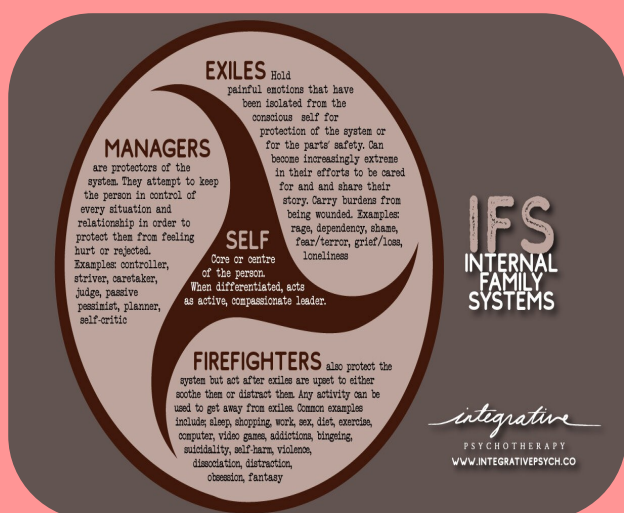 EXILES Hold
painful emotions that have
been isolated from the
conscious self for
protection of the system or
for the parts' safety. Can
become increasingly extreme
in their efforts to be cared
for and and share their
story. Carry burdens from
being wounded. Examples:
rage, dependency, shame,
fear/terror, grief/loss,
loneliness
MANAGERS
are protectors of the
system. They attempt to keep
the person in control of
every situation and
relationship in order to
protect them from feeling
hurt or rejected.
Examples: controller,
striver, caretaker,
judge, passive
pessimist, planner,
self-critic
SELF
Core or centre
of the person.
When differentiated, acts
as active, compassionate leader.
FIREFIGHTERS also protect the
system but act after exiles are upset to either
soothe them or distract them. Any activity can be
used to get away from exiles. Common examples
include; sleep, shopping, work, sex, diet, exercise,
computer, video games, addictions, bingeing,
suicidality, self-harm, violence,
dissociation, distraction,
obsession, fantasy
IFS
INTERNAL
FAMILY
SYSTEMS
integrative
PSYCHOTHERAPY
WWW.INTEGRATIVEPSYCH.CO